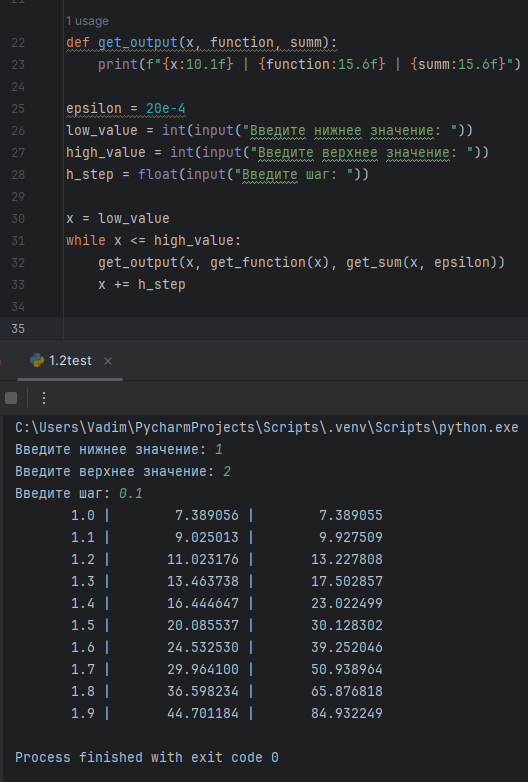 21
1 usage
22 def get_output(x, function, summ):
23 print(f"{x:10.1f} | {function:15.6f} | {summ:15.6f}")
24
25 epsilon = 20e-4
26 low_value = int(input("Введите нижнее значение: "))
27 high_value = int(input("Введите верхнее значение: "))
28 h_step = float(input("Введите шаг: "))
29
30 x = low_value
31 while x <= high_value:
32 get_output(x, get_function(x), get_sum(x, epsilon))
33 x += h_step
34
35
1.2test
C:\Users\Vadim\PycharmProjects\Scripts\.venv\Scripts\python.exe
Введите нижнее значение: 1
Введите верхнее значение: 2
Введите шаг: 0.1
1.0 | 7.389056 | 7.389055
1.1 | 9.025013 | 9.927509
1.2 | 11.023176 | 13.227808
1.3 | 13.463738 | 17.502857
1.4 | 16.444647 | 23.022499
1.5 | 20.085537 | 30.128302
1.6 | 24.532530 | 39.252046
1.7 | 29.964100 | 50.938964
1.8 | 36.598234 | 65.876818
1.9 | 44.701184 | 84.932249
Process finished with exit code 0